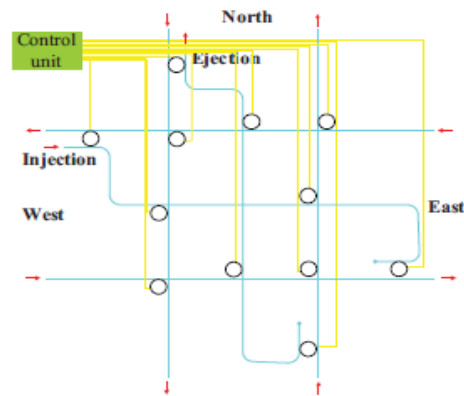 North
Control
unit
Ejection
Injection
West
East